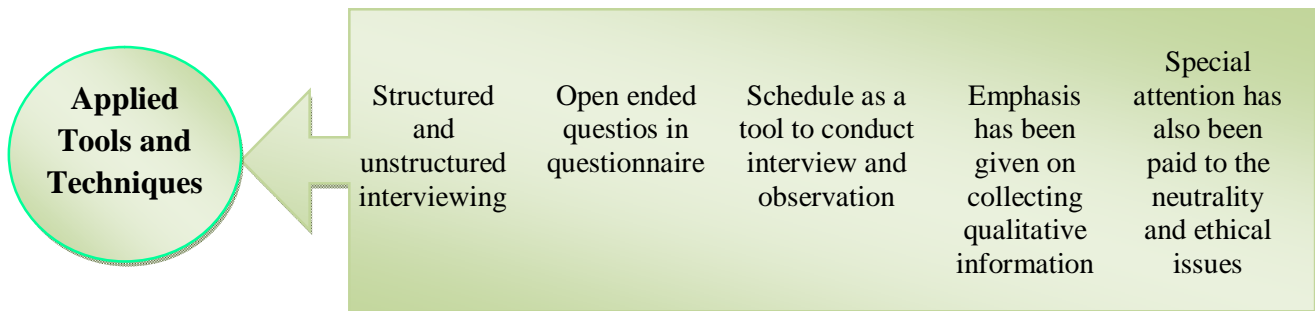 Applied
Tools and
Techniques
Structured
and
unstructured
interviewing
Open ended
questios in
questionnaire
Schedule as a
tool to conduct
interview and
observation
Emphasis
has been
given on
collecting
qualitative
information
Special
attention has
also been
paid to the
neutrality
and ethical
issues